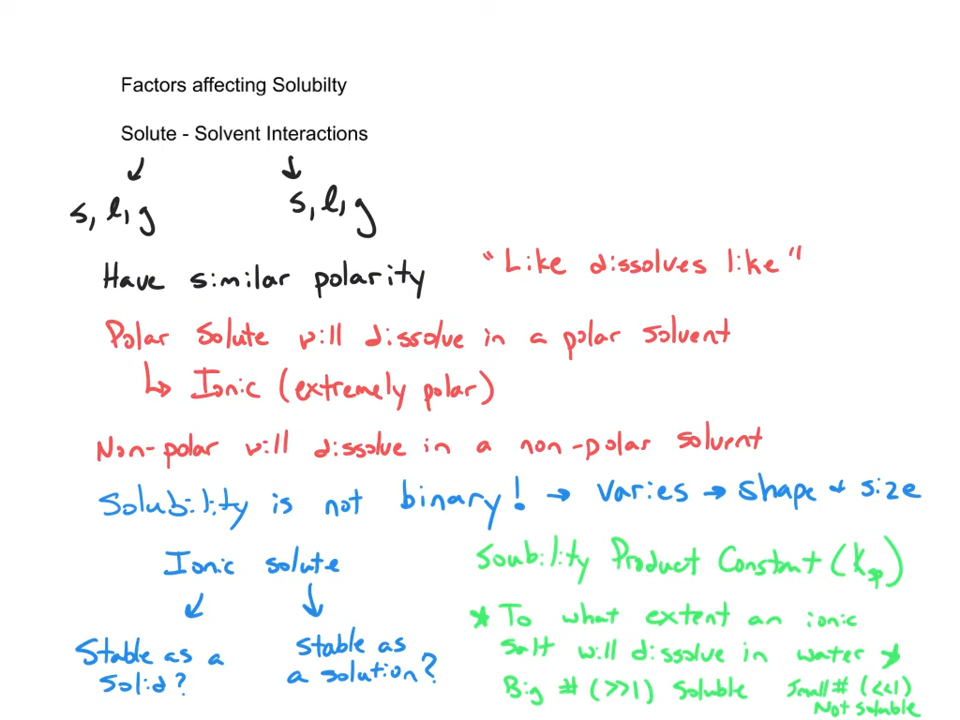 Factors affecting Solubilty
Solute - Solvent Interactions
s, l, g s, l, g
Have similar polarity "Like dissolves like"
Polar Solute will dissolve in a polar solvent
↳ Ionic (extremely polar)
Non-polar will dissolve in a non-polar solvent
Solubility is not binary! → varies → shape + size
Ionic solute
Stable as a solid?
Stable as a solution?
Soubility Product Constant (Ksp)
* To what extent an ionic
salt will dissolve in water *
Big # (>>1) soluble Small # (<<1)
Not soluble